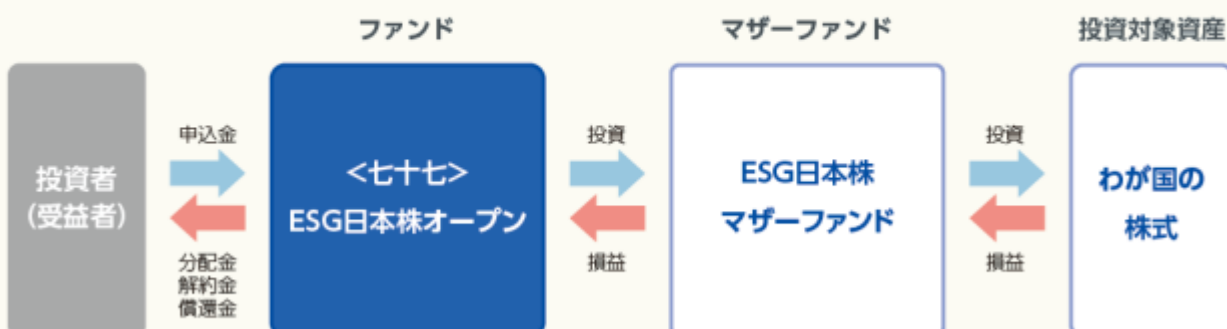 ファンド
マザーファンド
投資対象資産
投資者
(受益者)
申込金
分配金
解約金
償還金
<七十七>
ESG日本株オープン
投資
損益
ESG日本株
マザーファンド
投資
損益
わが国の
株式